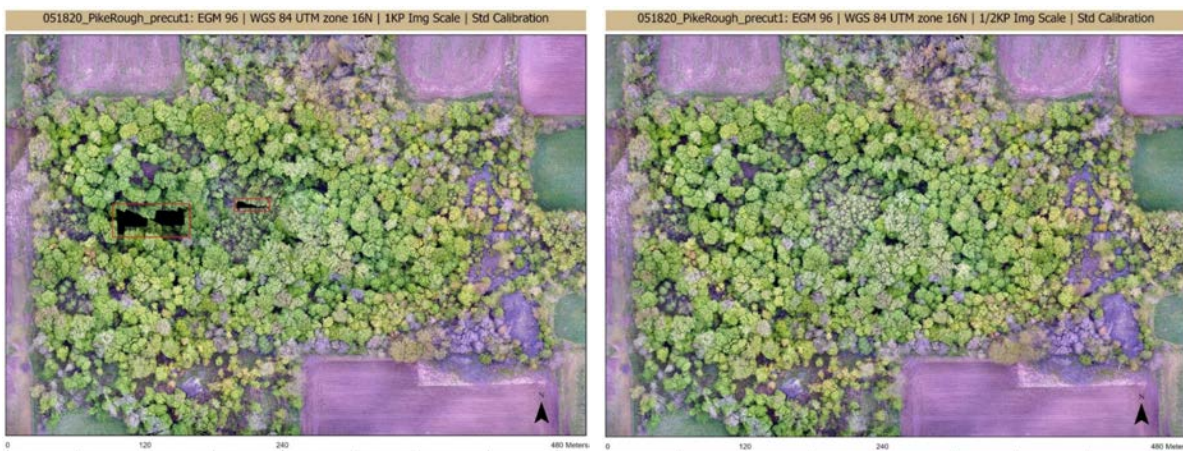 051820_PikeRough_precut1: EGM 96 | WGS 84 UTM zone 16N | 1KP Img Scale | Std Calibration
051820_PikeRough_precut1: EGM 96 | WGS 84 UTM zone 16N | 1/2KP Img Scale | Std Calibration
N
N
0 120 240 480 Meters
0 120 240 480 Meters